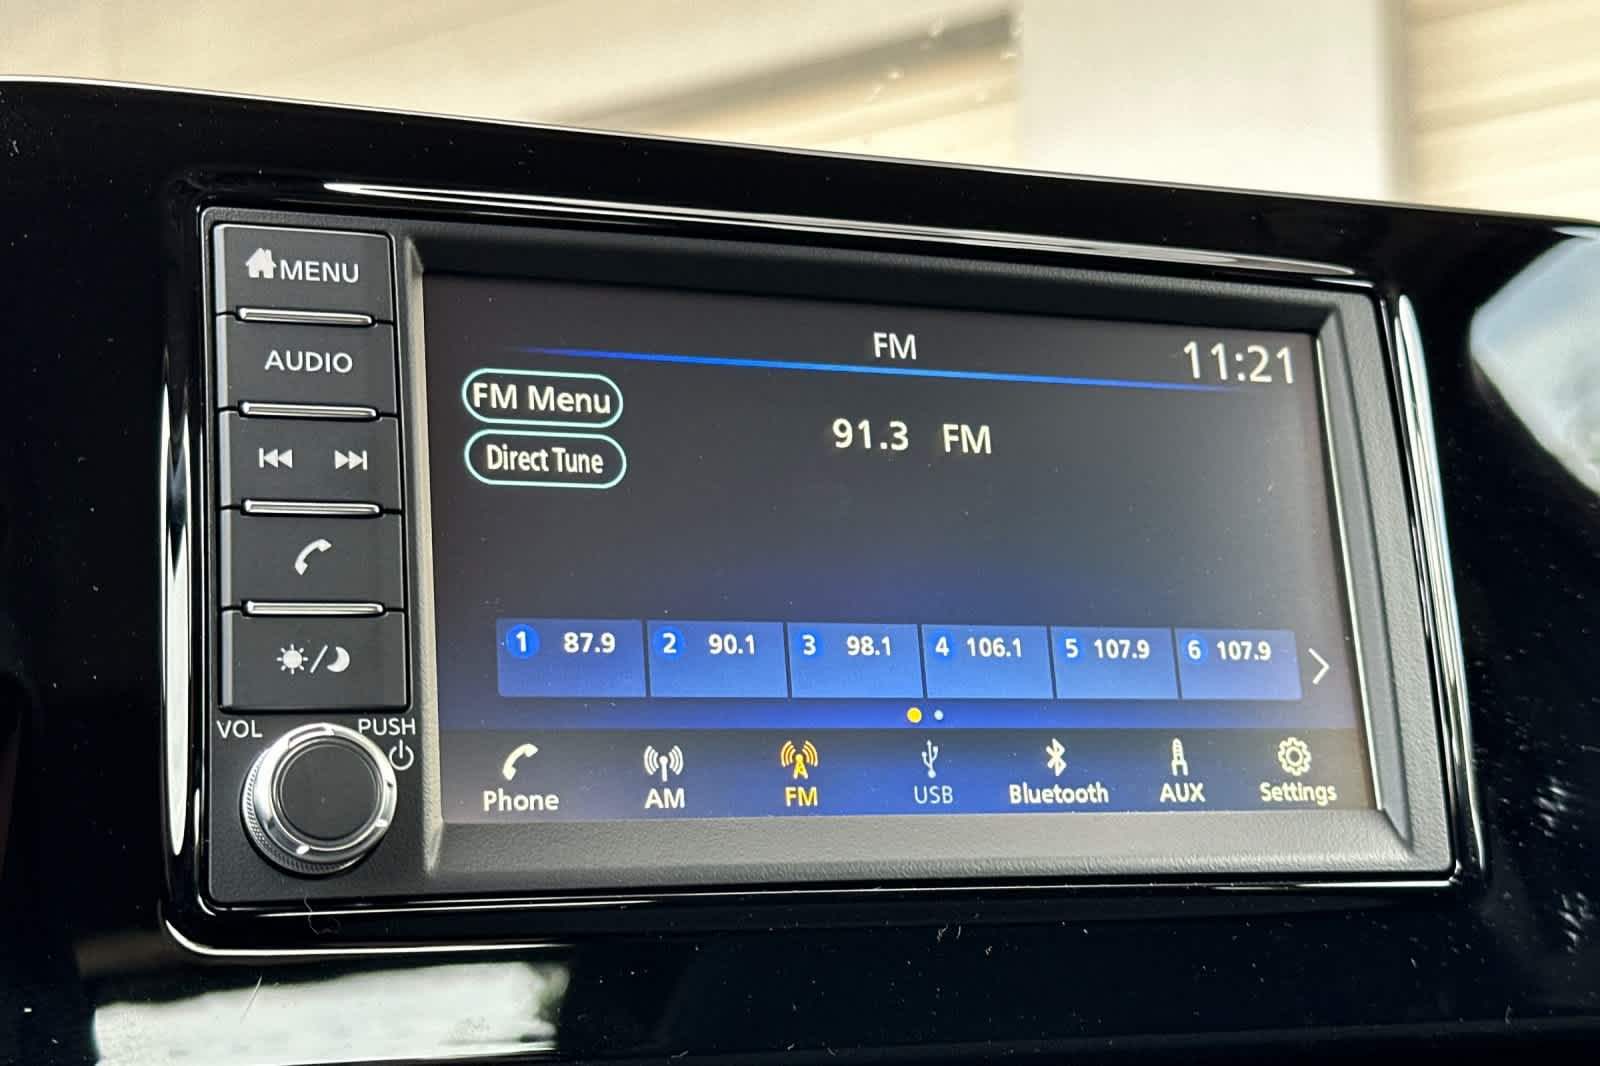 MENU
AUDIO
VOL
PUSH
FM
11:21
FM Menu
91.3 FM
Direct Tune
1 87.9 2 90.1 3 98.1 4 106.1 5 107.9 6 107.9
Phone AM FM USB Bluetooth AUX Settings